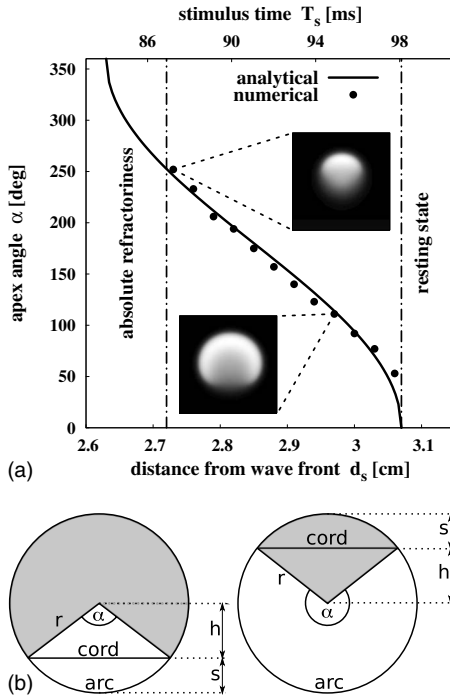 stimulus time T_s [ms]
86 90 94 98
350
300
250
200
150
100
50
0
apex angle α [deg]
analytical
numerical
absolute refractoriness
resting state
2.6 2.7 2.8 2.9 3 3.1
(a) distance from wave front d_s [cm]
cord
s
r
h
α
arc
r α
h
cord
s
(b) arc